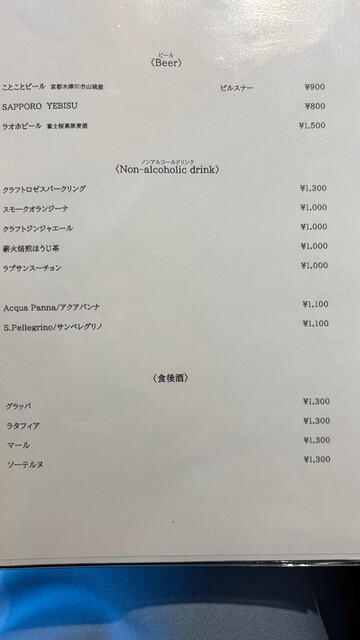 ビール
〈Beer〉
ことことビール 京都木津川市山城産 ピルスナー ¥900
SAPPORO YEBISU ¥800
ラオホビール 富士桜高原麦酒 ¥1,500
ノンアルコールドリンク
〈Non-alcoholic drink〉
クラフトロゼスパークリング ¥1,300
スモークオランジーナ ¥1,000
クラフトジンジャエール ¥1,000
薪火焙煎ほうじ茶 ¥1,000
ラプサンスーチョン ¥1,000
Acqua Panna/アクアパンナ ¥1,100
S.Pellegrino/サンペレグリノ ¥1,100
〈食後酒〉
グラッパ ¥1,300
ラタフィア ¥1,300
マール ¥1,300
ソーテルヌ ¥1,300